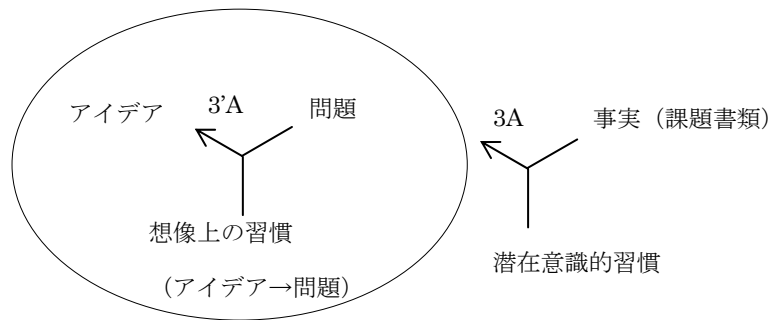 アイデア
3’A
問題
想像上の習慣
（アイデア→問題）
3A
事実（課題書類）
潜在意識的習慣